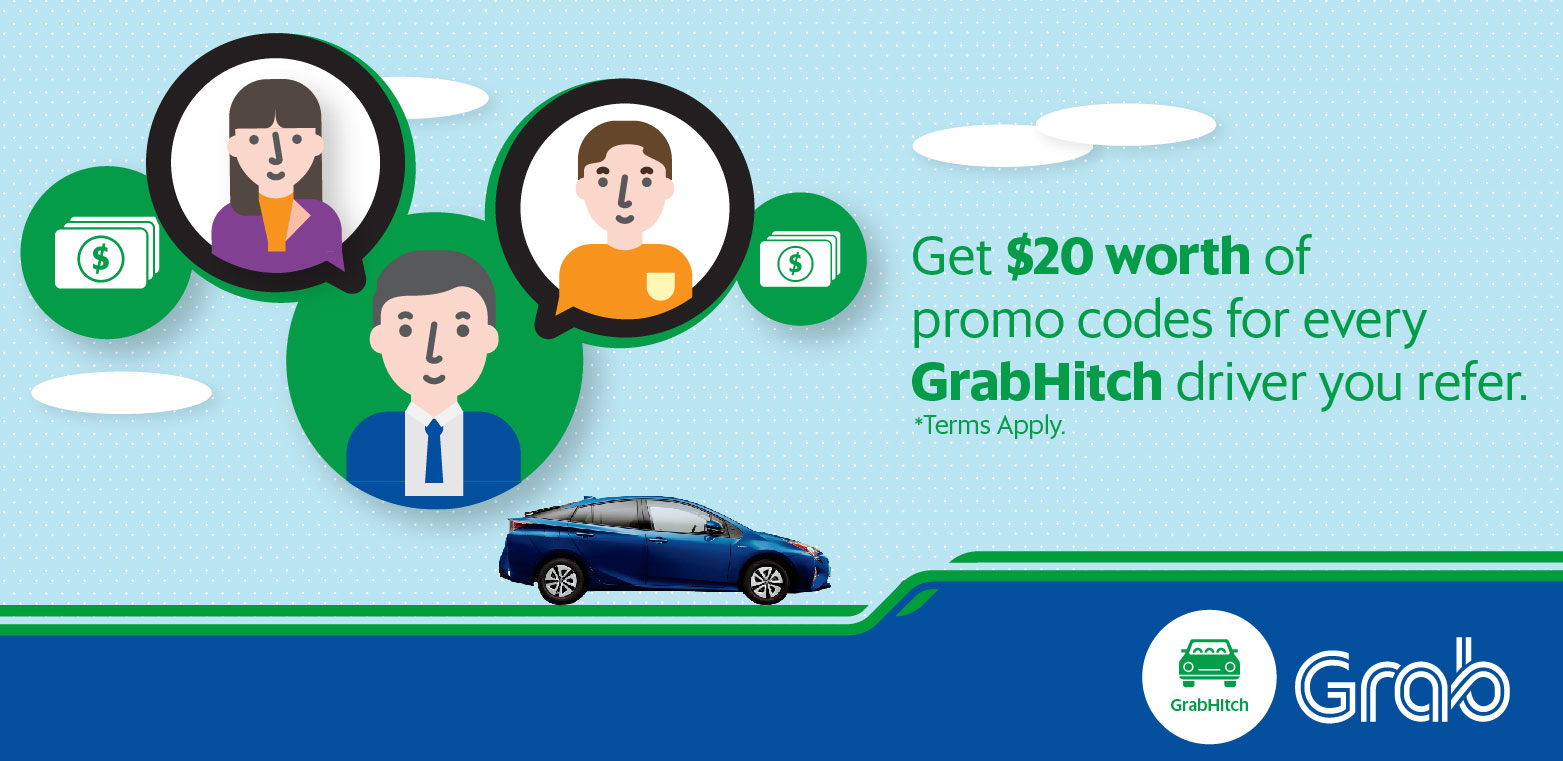 Get $20 worth of
promo codes for every
GrabHitch driver you refer.
*Terms Apply.
$
$
GrabHItch
Grab